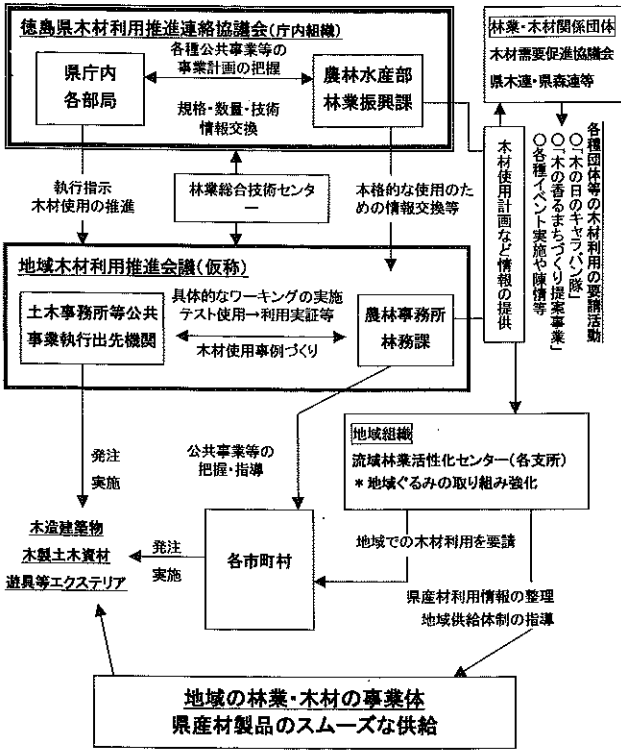 徳島県木材利用推進連絡協議会(庁内組織)
県庁内
各部局
各種公共事業等の
事業計画の把握
規格・数量・技術
情報交換
農林水産部
林業振興課
林業・木材関係団体
木材需要促進協議会
県木連・県森連等
各種団体等の木材利用の要請活動
○「木の日のキャラバン隊」
○「木の香るまちづくり提案事業」
○各種イベント実施や陳情等
木材使用計画など情報の提供
執行指示
木材使用の推進
林業総合技術センタ
ー
本格的な使用のた
めの情報交換等
地域木材利用推進会議(仮称)
土木事務所等公共
事業執行出先機関
具体的なワーキングの実施
テスト使用→利用実証等
木材使用事例づくり
農林事務所
林務課
発注
実施
公共事業等の
把握・指導
地域組織
流域林業活性化センター(各支所)
*地域ぐるみの取り組み強化
木造建築物
木製土木資材
遊具等エクステリア
発注
実施
各市町村
地域での木材利用を要請
県産材利用情報の整理
地域供給体制の指導
地域の林業・木材の事業体
県産材製品のスムーズな供給